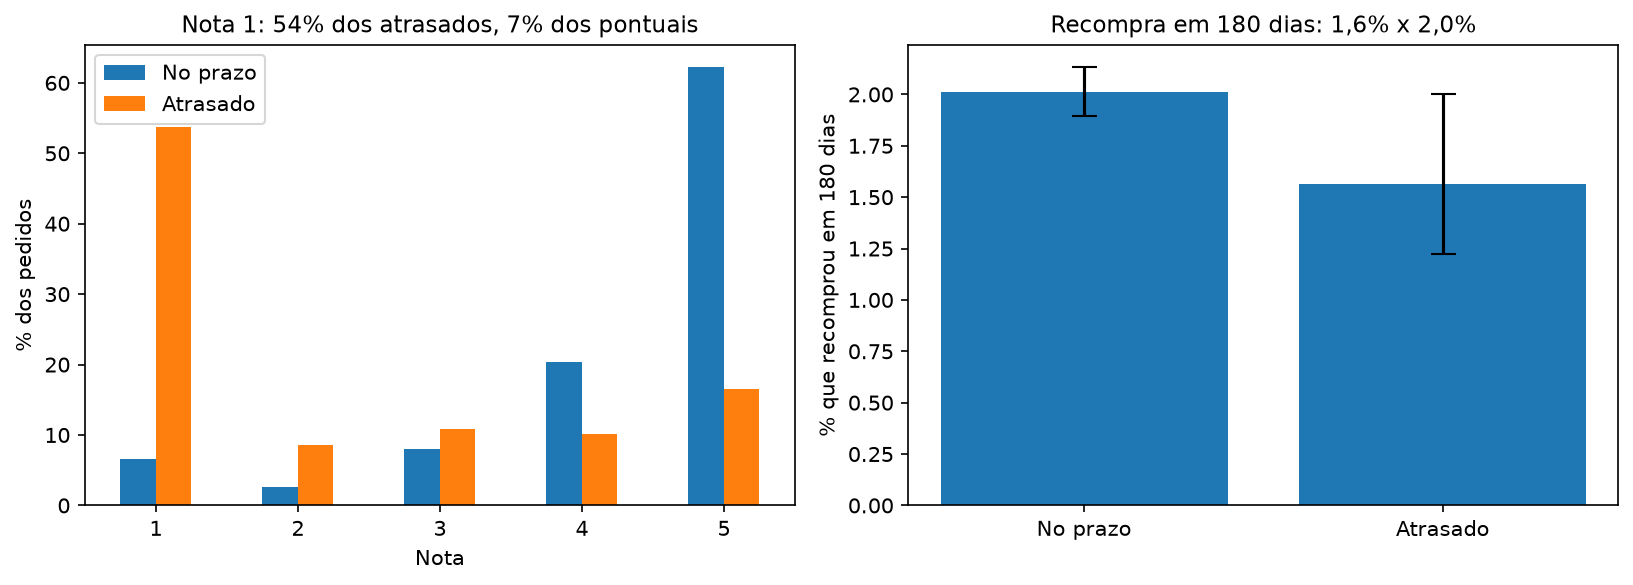 Nota 1: 54% dos atrasados, 7% dos pontuais
No prazo
Atrasado
% dos pedidos
60
50
40
30
20
10
0
1 2 3 4 5
Nota
Recompra em 180 dias: 1,6% x 2,0%
% que recomprou em 180 dias
2.00
1.75
1.50
1.25
1.00
0.75
0.50
0.25
0.00
No prazo Atrasado